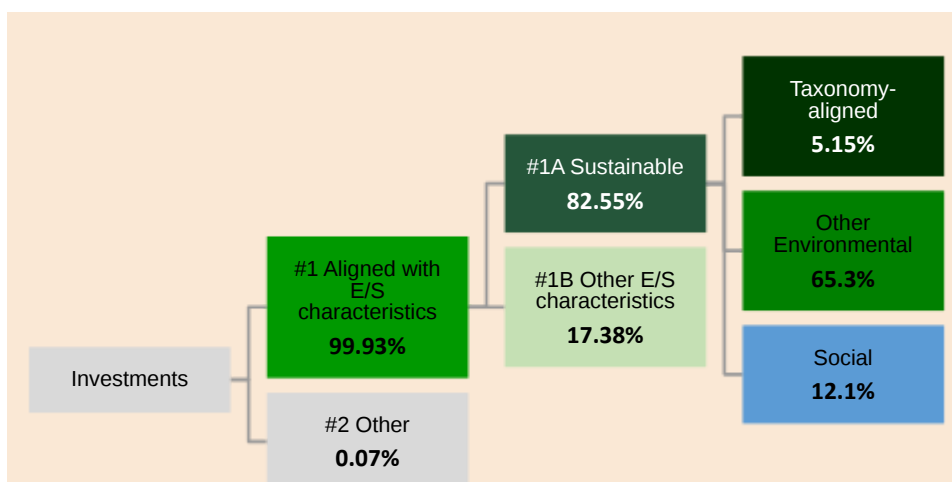 Investments
#1 Aligned with
E/S
characteristics
99.93%
#2 Other
0.07%
#1A Sustainable
82.55%
#1B Other E/S
characteristics
17.38%
Taxonomy-
aligned
5.15%
Other
Environmental
65.3%
Social
12.1%